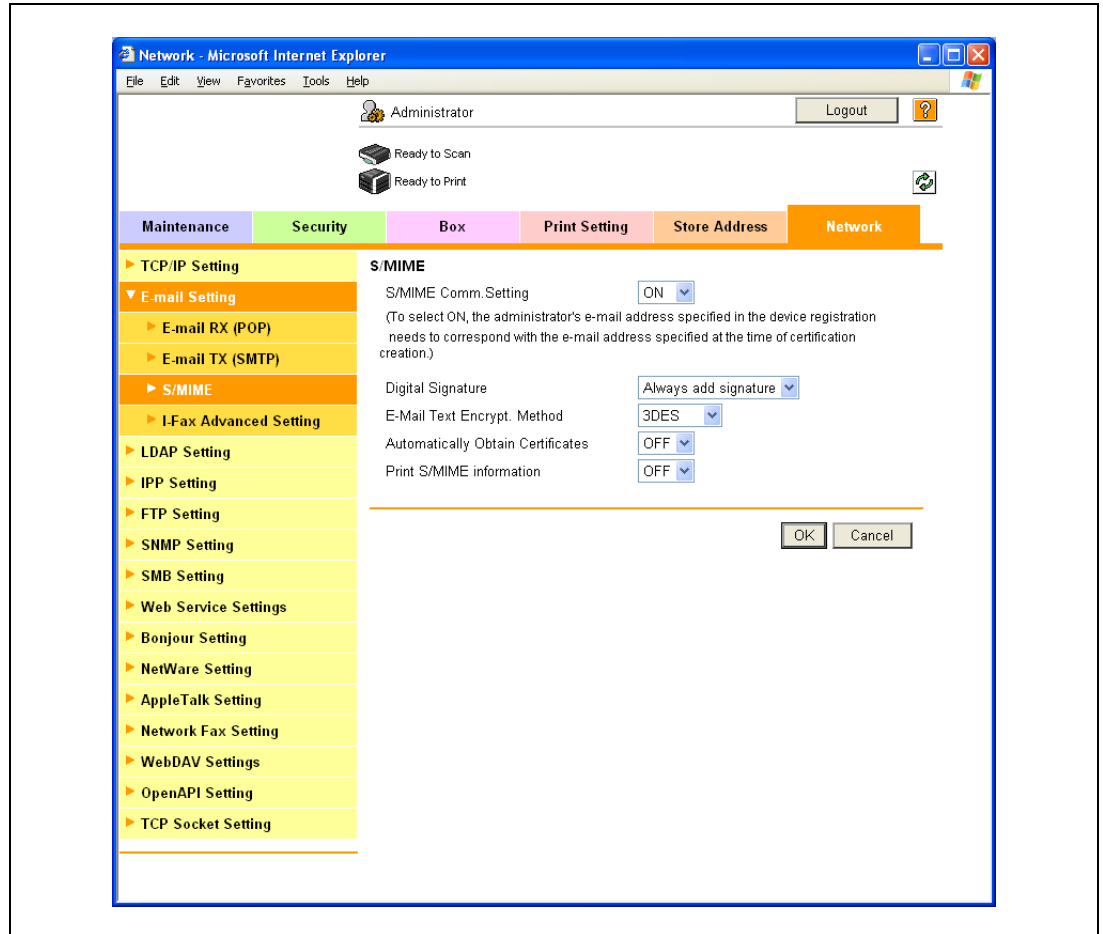 Network - Microsoft Internet Explorer
File Edit View Favorites Tools Help
Administrator Logout ?
Ready to Scan
Ready to Print
Maintenance Security Box Print Setting Store Address Network
TCP/IP Setting
E-mail Setting
E-mail RX (POP)
E-mail TX (SMTP)
S/MIME
I-Fax Advanced Setting
LDAP Setting
IPP Setting
FTP Setting
SNMP Setting
SMB Setting
Web Service Settings
Bonjour Setting
NetWare Setting
AppleTalk Setting
Network Fax Setting
WebDAV Settings
OpenAPI Setting
TCP Socket Setting
S/MIME
S/MIME Comm.Setting ON
(To select ON, the administrator's e-mail address specified in the device registration
needs to correspond with the e-mail address specified at the time of certification
creation.)
Digital Signature Always add signature
E-Mail Text Encrypt. Method 3DES
Automatically Obtain Certificates OFF
Print S/MIME information OFF
OK Cancel